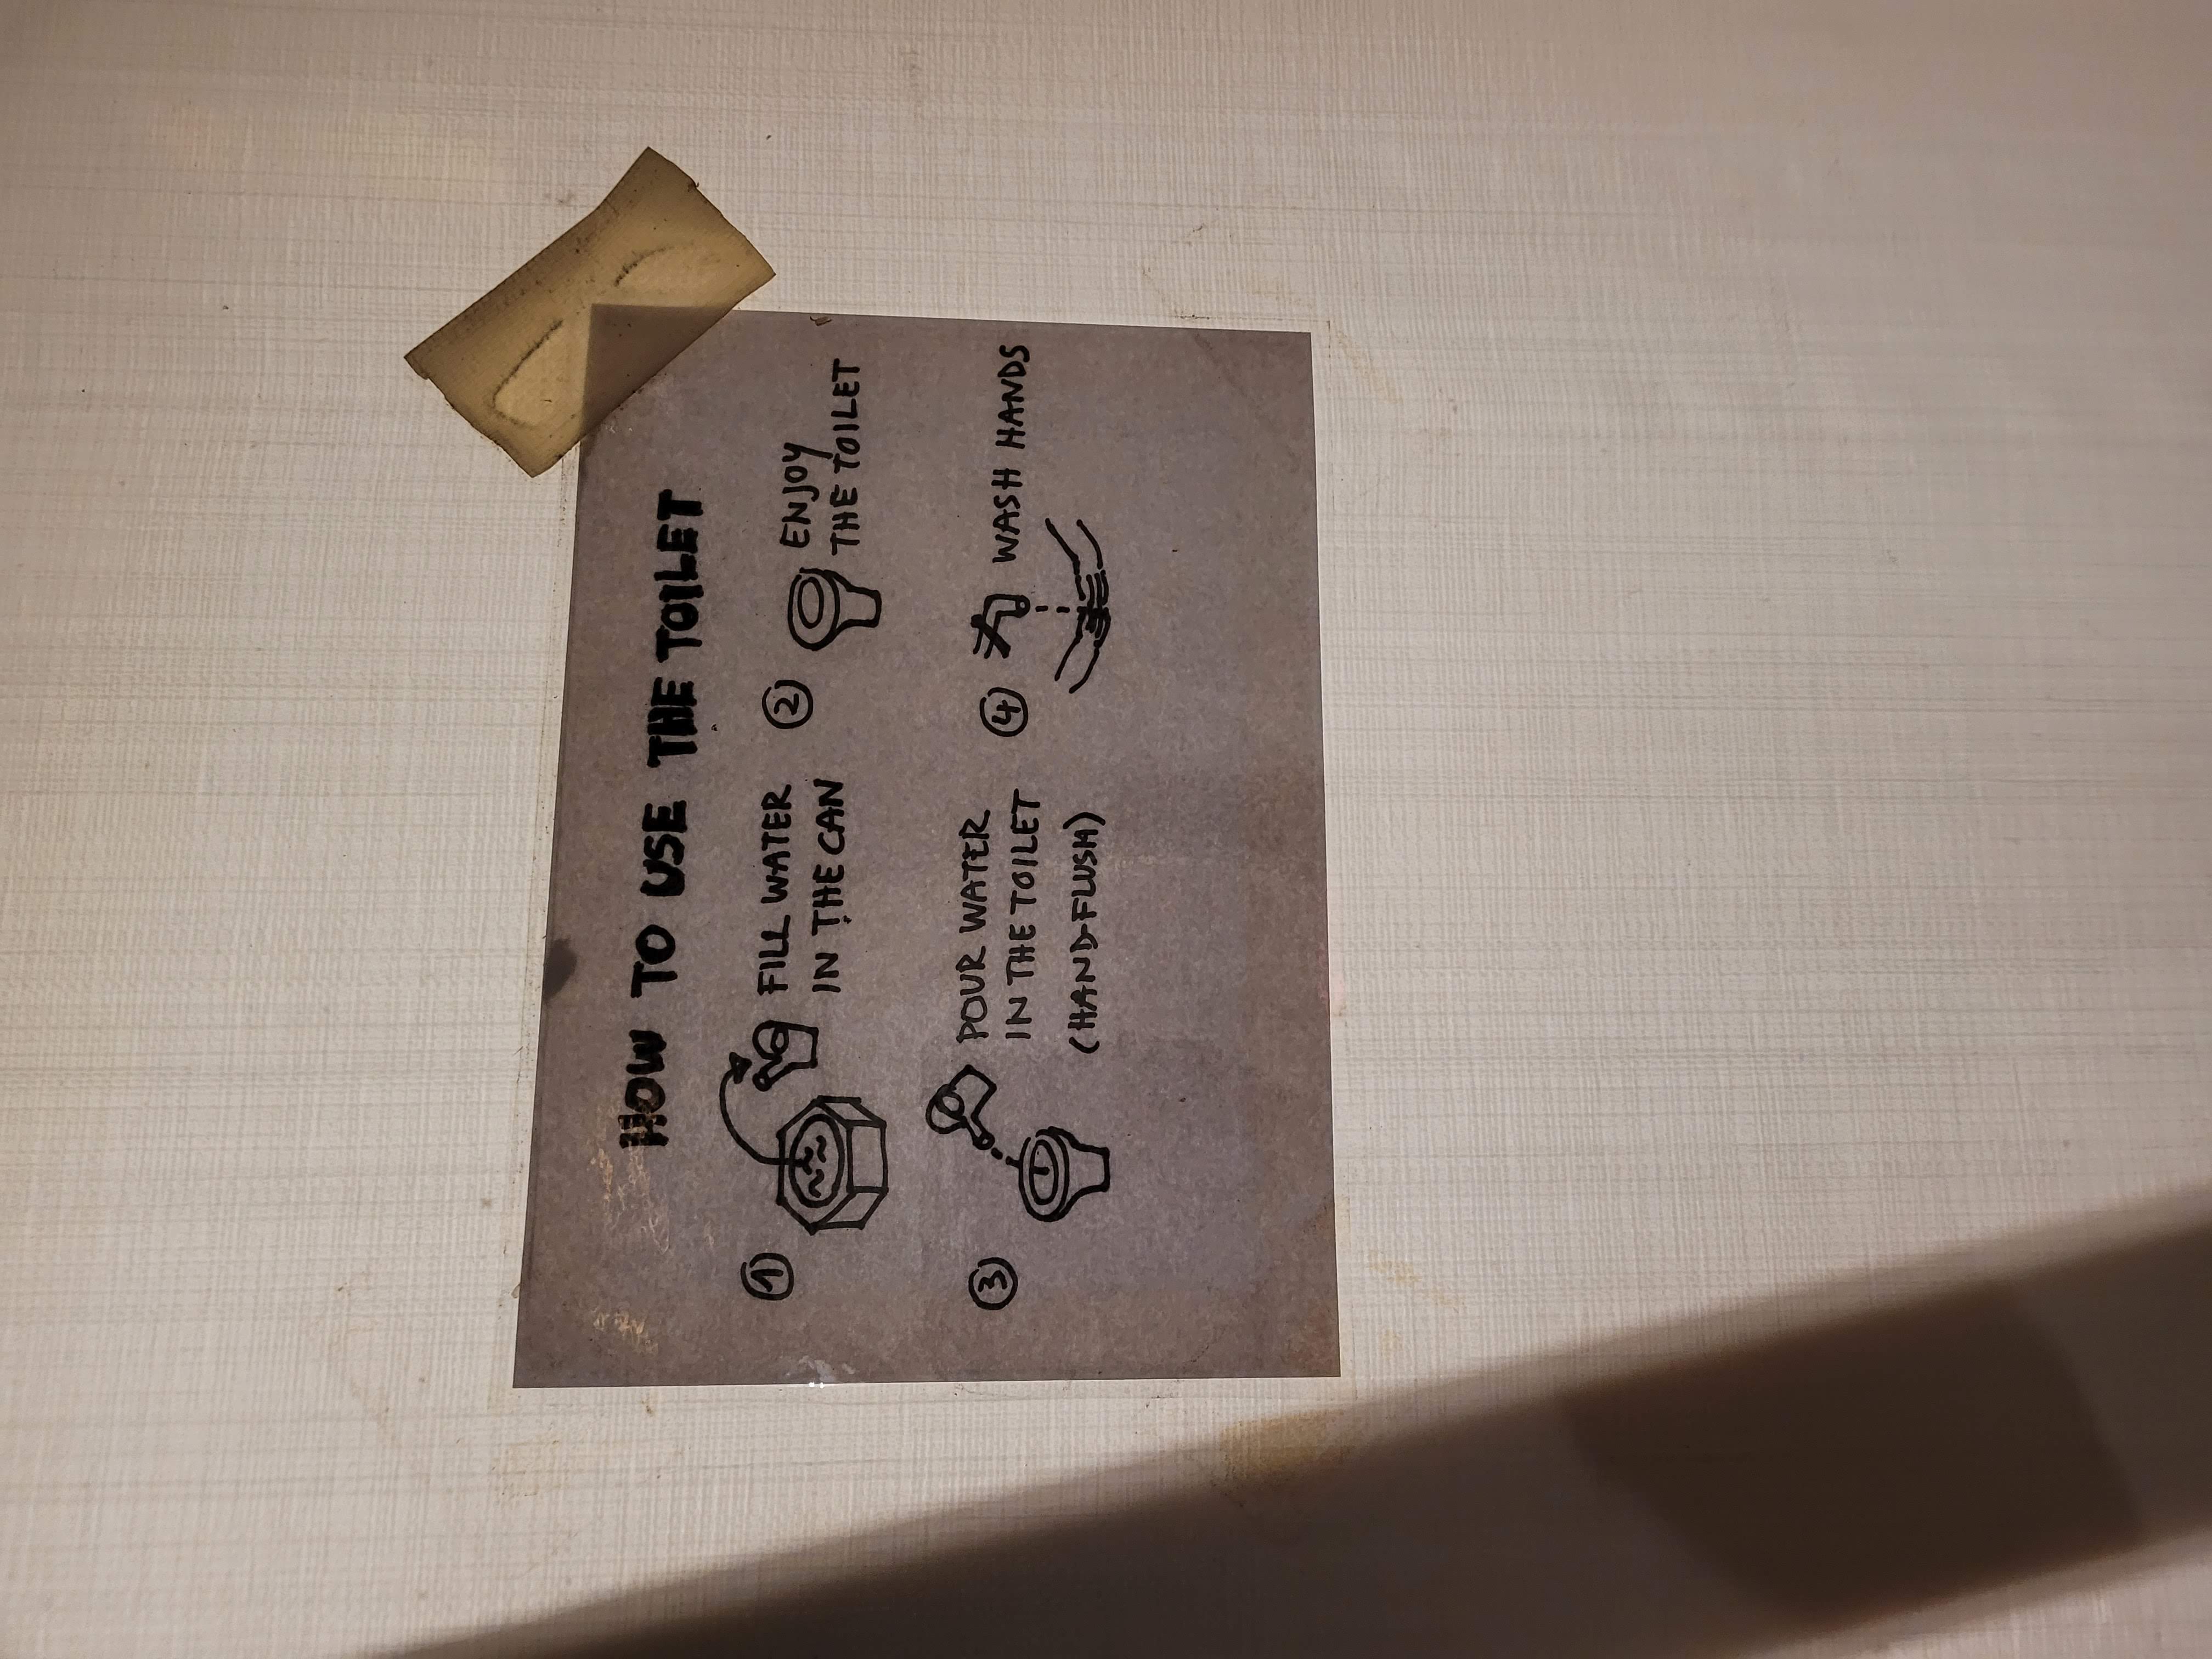 HOW TO USE THE TOILET
1
FILL WATER
IN THE CAN
2
ENJOY
THE TOILET
3
POUR WATER
IN THE TOILET
(HAND-FLUSH)
4
WASH HANDS